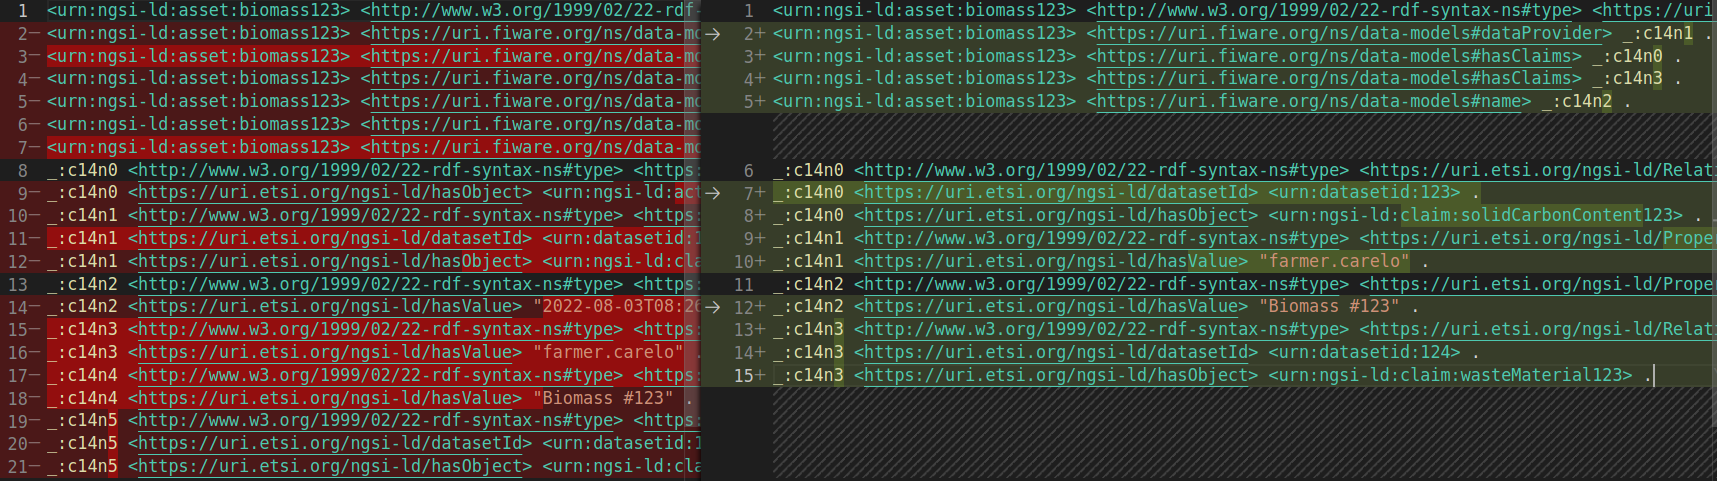 1 <urn:ngsi-ld:asset:biomass123> <http://www.w3.org/1999/02/22-rdf-
2− <urn:ngsi-ld:asset:biomass123> <https://uri.fiware.org/ns/data-mo
3− <urn:ngsi-ld:asset:biomass123> <https://uri.fiware.org/ns/data-mo
4− <urn:ngsi-ld:asset:biomass123> <https://uri.fiware.org/ns/data-mo
5− <urn:ngsi-ld:asset:biomass123> <https://uri.fiware.org/ns/data-mo
6− <urn:ngsi-ld:asset:biomass123> <https://uri.fiware.org/ns/data-mo
7− <urn:ngsi-ld:asset:biomass123> <https://uri.fiware.org/ns/data-mo
8 _:c14n0 <http://www.w3.org/1999/02/22-rdf-syntax-ns#type> <https:
9− _:c14n0 <https://uri.etsi.org/ngsi-ld/hasObject> <urn:ngsi-ld:act
10− _:c14n1 <http://www.w3.org/1999/02/22-rdf-syntax-ns#type> <https:
11− _:c14n1 <https://uri.etsi.org/ngsi-ld/datasetId> <urn:datasetid:1
12− _:c14n1 <https://uri.etsi.org/ngsi-ld/hasObject> <urn:ngsi-ld:cla
13 _:c14n2 <http://www.w3.org/1999/02/22-rdf-syntax-ns#type> <https:
14− _:c14n2 <https://uri.etsi.org/ngsi-ld/hasValue> "2022-08-03T08:26
15− _:c14n3 <http://www.w3.org/1999/02/22-rdf-syntax-ns#type> <https:
16− _:c14n3 <https://uri.etsi.org/ngsi-ld/hasValue> "farmer.carelo" .
17− _:c14n4 <http://www.w3.org/1999/02/22-rdf-syntax-ns#type> <https:
18− _:c14n4 <https://uri.etsi.org/ngsi-ld/hasValue> "Biomass #123" .
19− _:c14n5 <http://www.w3.org/1999/02/22-rdf-syntax-ns#type> <https:
20− _:c14n5 <https://uri.etsi.org/ngsi-ld/datasetId> <urn:datasetid:1
21− _:c14n5 <https://uri.etsi.org/ngsi-ld/hasObject> <urn:ngsi-ld:cla
1 <urn:ngsi-ld:asset:biomass123> <http://www.w3.org/1999/02/22-rdf-syntax-ns#type> <https://uri
→ 2+ <urn:ngsi-ld:asset:biomass123> <https://uri.fiware.org/ns/data-models#dataProvider> _:c14n1 .
3+ <urn:ngsi-ld:asset:biomass123> <https://uri.fiware.org/ns/data-models#hasClaims> _:c14n0 .
4+ <urn:ngsi-ld:asset:biomass123> <https://uri.fiware.org/ns/data-models#hasClaims> _:c14n3 .
5+ <urn:ngsi-ld:asset:biomass123> <https://uri.fiware.org/ns/data-models#name> _:c14n2 .
6 _:c14n0 <http://www.w3.org/1999/02/22-rdf-syntax-ns#type> <https://uri.etsi.org/ngsi-ld/Relat
→ 7+ _:c14n0 <https://uri.etsi.org/ngsi-ld/datasetId> <urn:datasetid:123> .
8+ _:c14n0 <https://uri.etsi.org/ngsi-ld/hasObject> <urn:ngsi-ld:claim:solidCarbonContent123> .
9+ _:c14n1 <http://www.w3.org/1999/02/22-rdf-syntax-ns#type> <https://uri.etsi.org/ngsi-ld/Prope
10+ _:c14n1 <https://uri.etsi.org/ngsi-ld/hasValue> "farmer.carelo" .
11 _:c14n2 <http://www.w3.org/1999/02/22-rdf-syntax-ns#type> <https://uri.etsi.org/ngsi-ld/Prope
→ 12+ _:c14n2 <https://uri.etsi.org/ngsi-ld/hasValue> "Biomass #123" .
13+ _:c14n3 <http://www.w3.org/1999/02/22-rdf-syntax-ns#type> <https://uri.etsi.org/ngsi-ld/Relat
14+ _:c14n3 <https://uri.etsi.org/ngsi-ld/datasetId> <urn:datasetid:124> .
15+ _:c14n3 <https://uri.etsi.org/ngsi-ld/hasObject> <urn:ngsi-ld:claim:wasteMaterial123> .